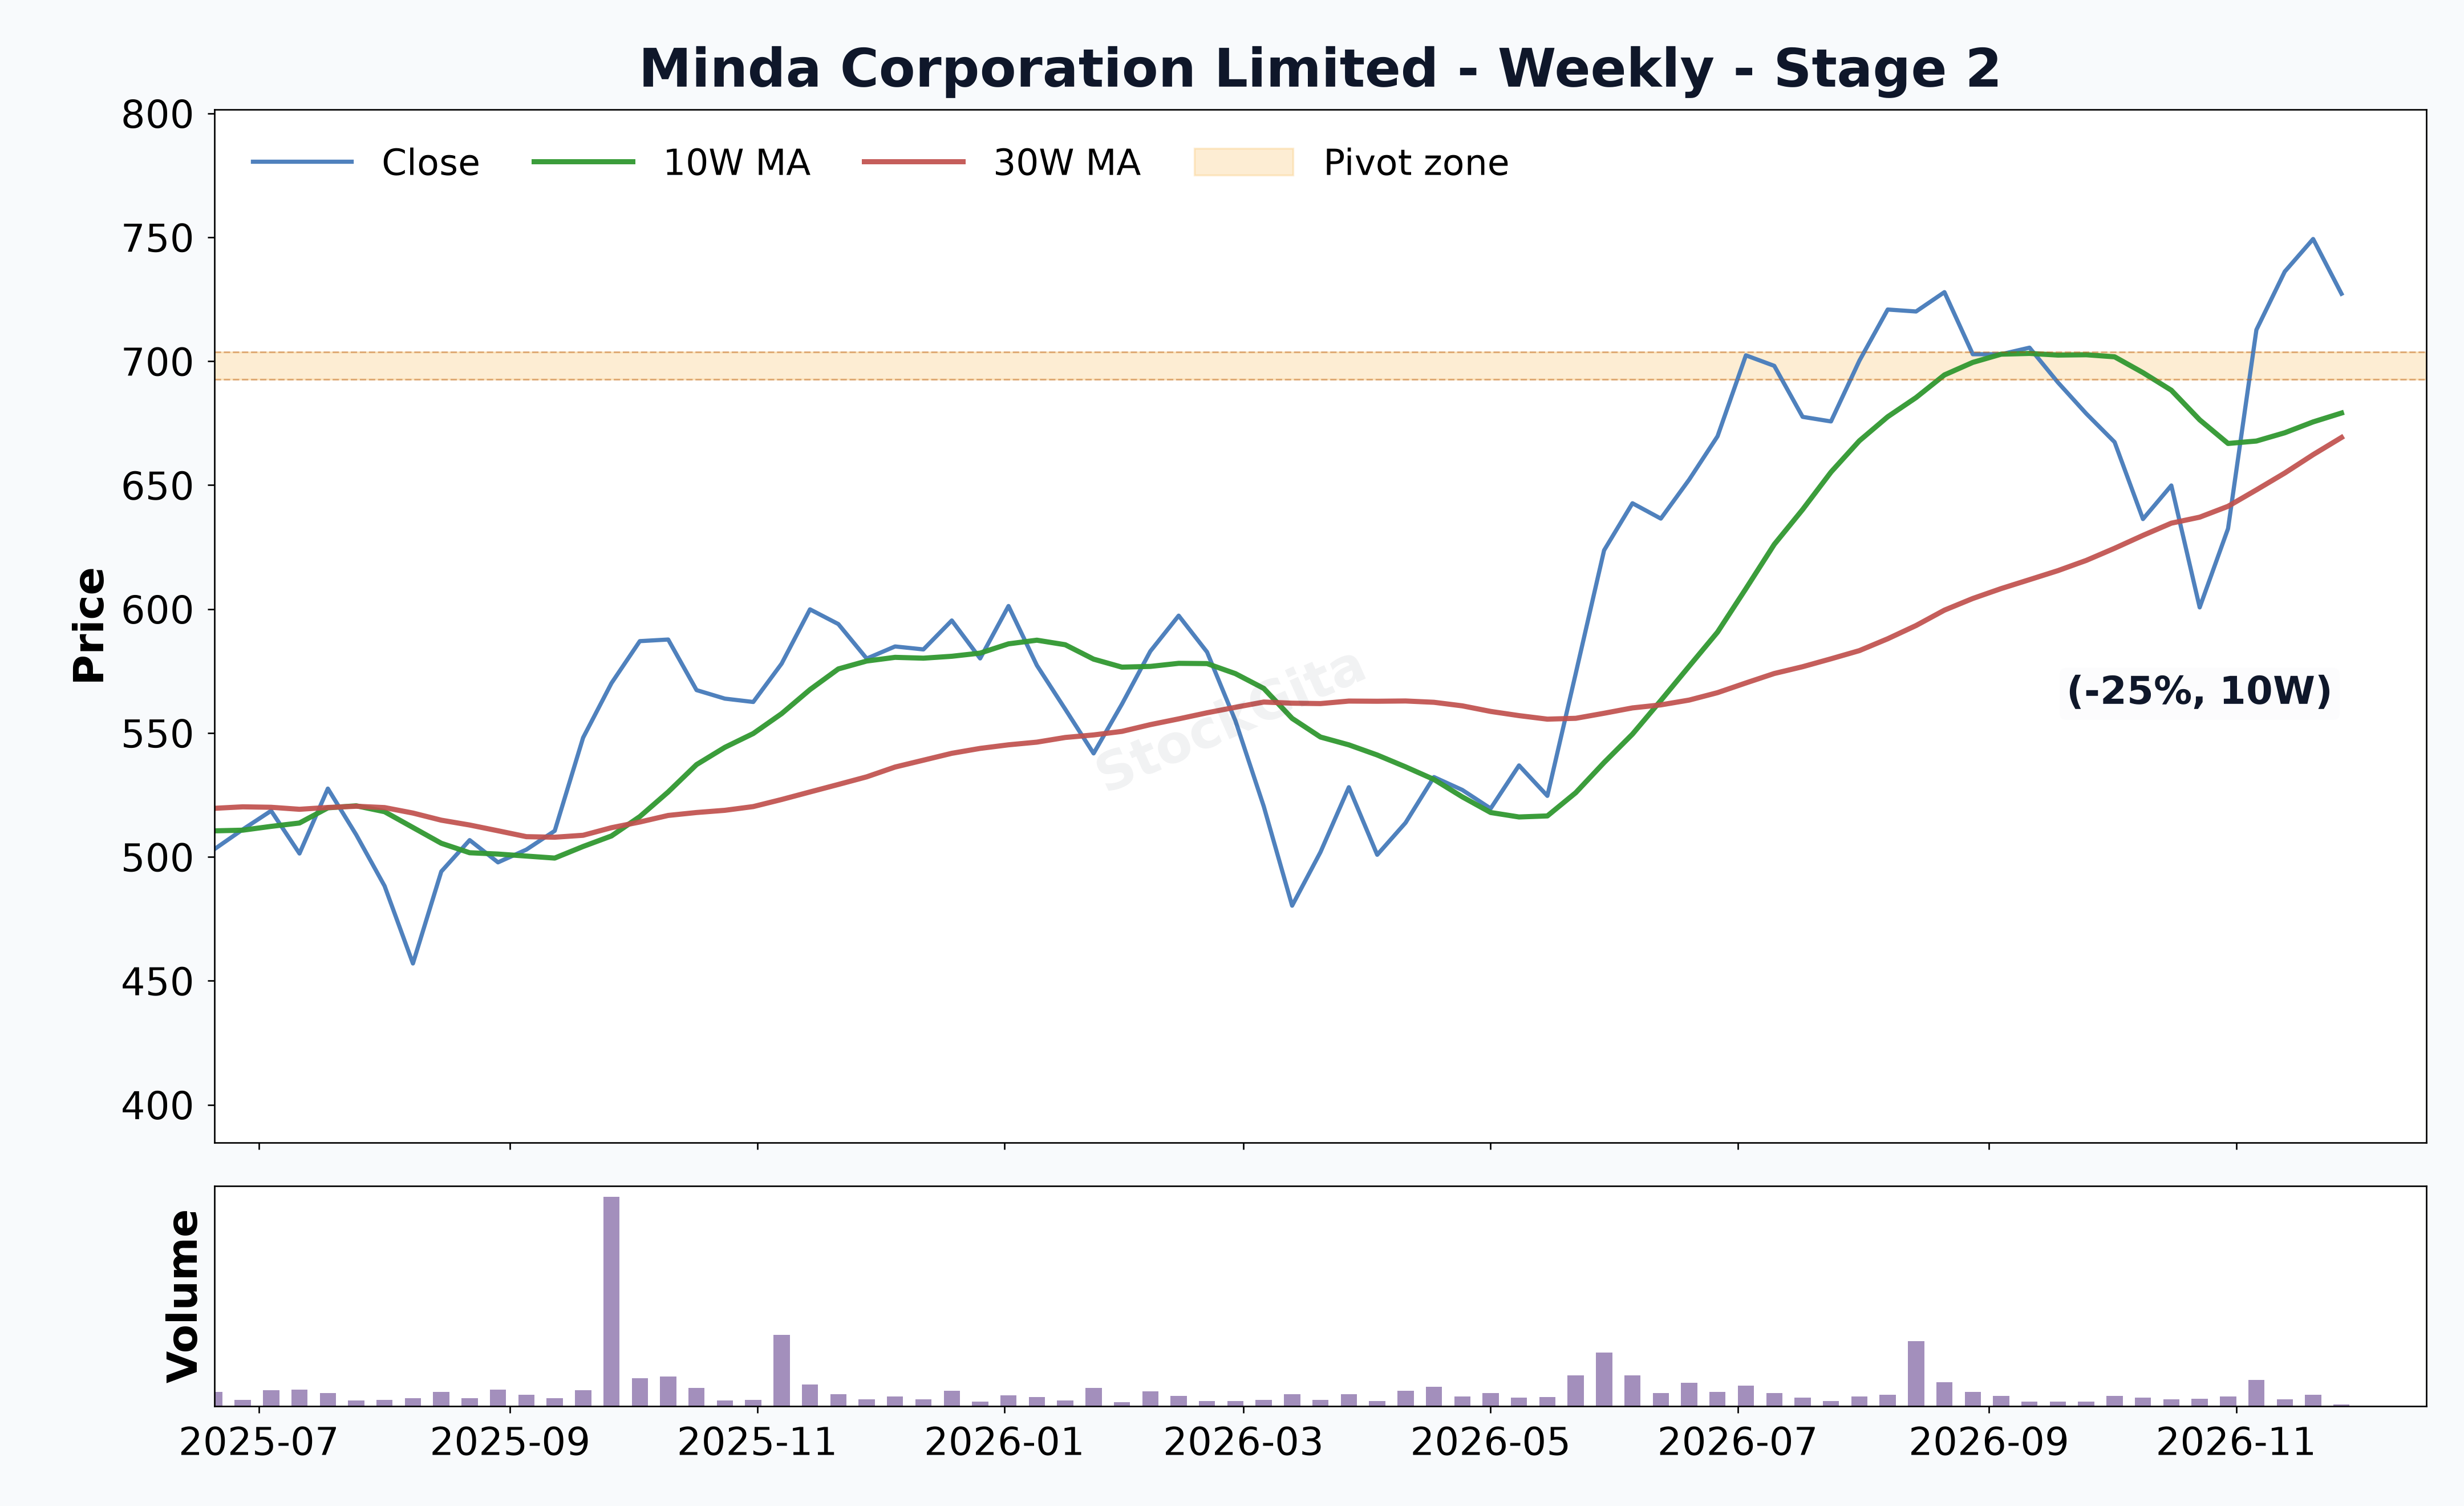 Minda Corporation Limited - Weekly - Stage 2
Close 10W MA 30W MA Pivot zone
800
750
700
650
600
550
500
450
400
Price
StockGita
(-25%, 10W)
Volume
2025-07 2025-09 2025-11 2026-01 2026-03 2026-05 2026-07 2026-09 2026-11